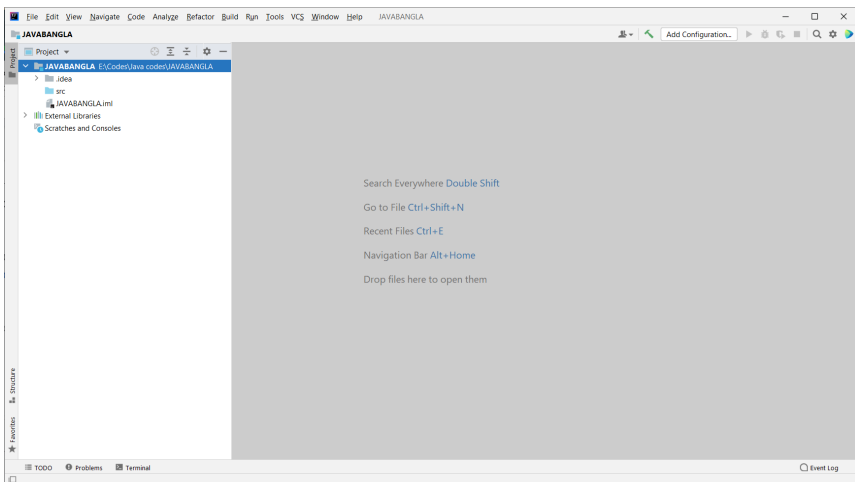 File Edit View Navigate Code Analyze Refactor Build Run Tools VCS Window Help JAVABANGLA
JAVABANGLA Add Configuration...
Project
Project
JAVABANGLA E:\Codes\Java codes\JAVABANGLA
.idea
src
JAVABANGLA.iml
External Libraries
Scratches and Consoles
Search Everywhere Double Shift
Go to File Ctrl+Shift+N
Recent Files Ctrl+E
Navigation Bar Alt+Home
Drop files here to open them
Structure
Favorites
TODO Problems Terminal Event Log